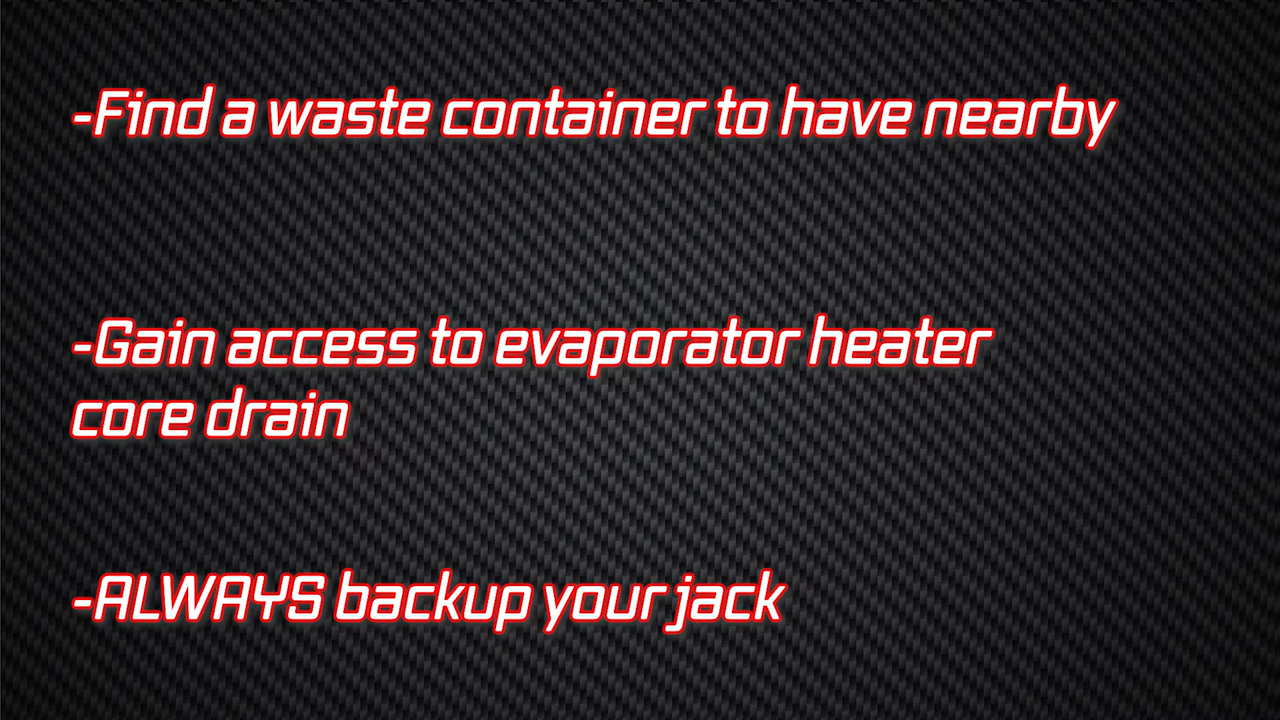 -Find a waste container to have nearby
-Gain access to evaporator heater
core drain
-ALWAYS backup your jack